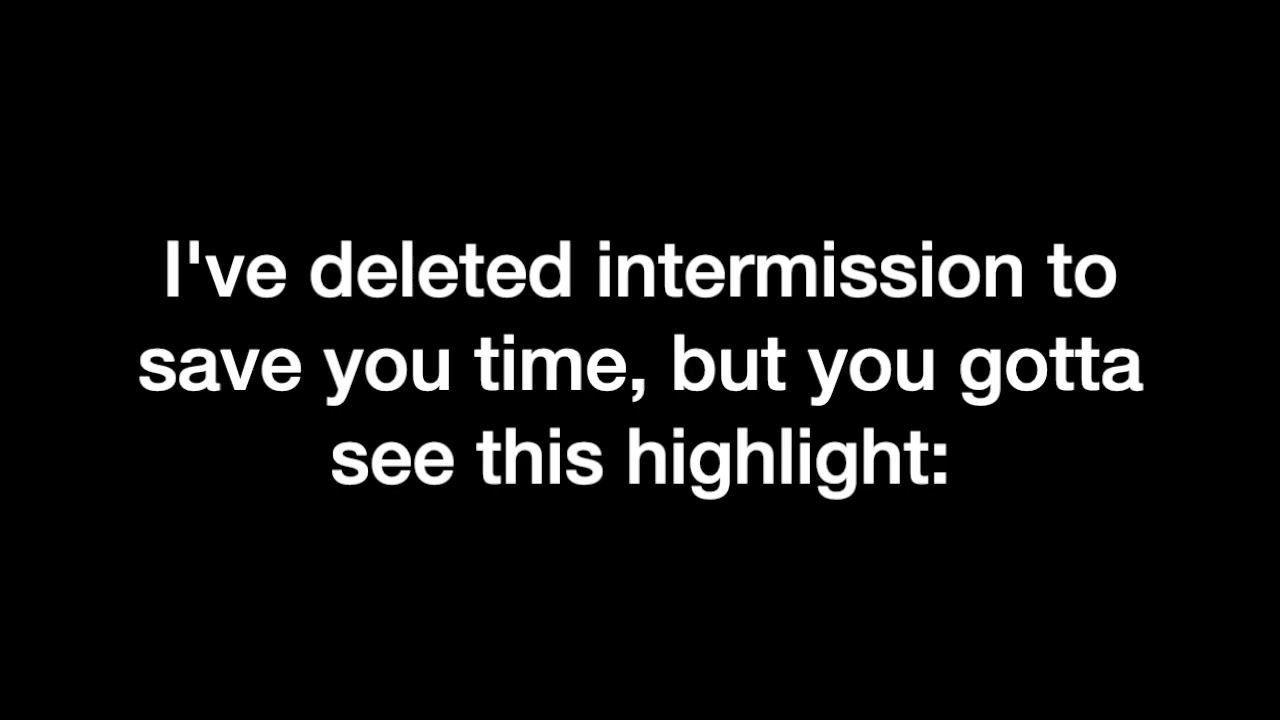 I've deleted intermission to
save you time, but you gotta
see this highlight: